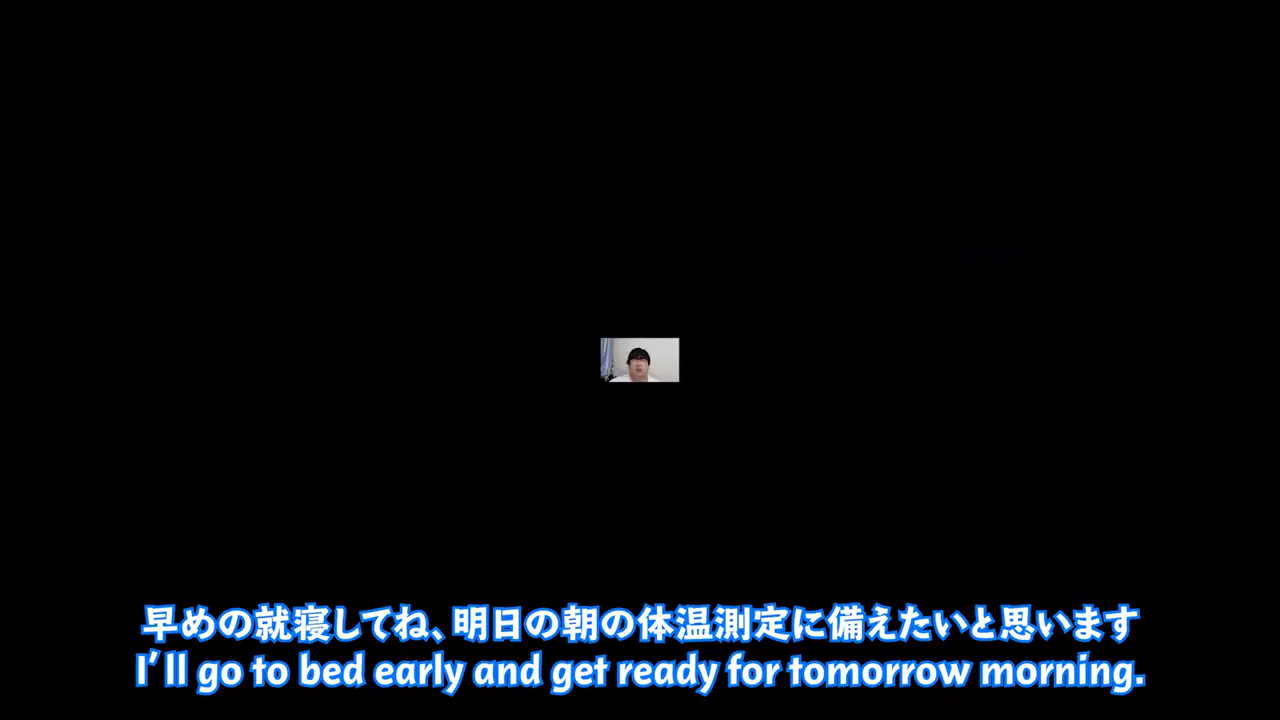 早めの就寝してね、明日の朝の体温測定に備えたいと思います
I'll go to bed early and get ready for tomorrow morning.